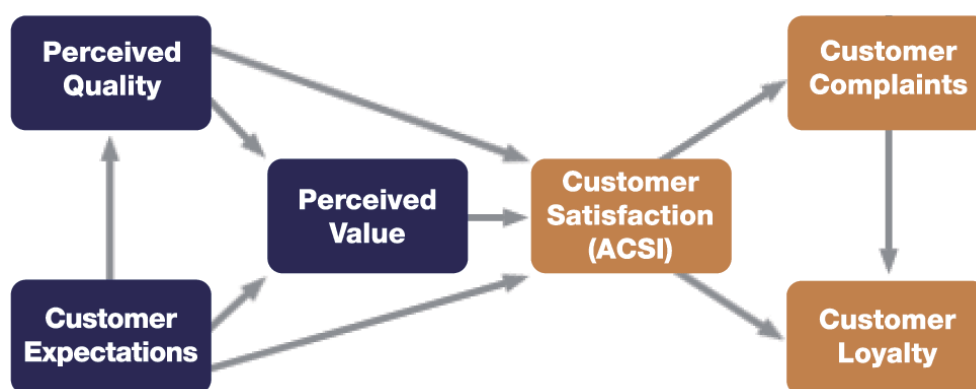 Perceived
Quality
Customer
Complaints
Perceived
Value
Customer
Satisfaction
(ACSI)
Customer
Expectations
Customer
Loyalty